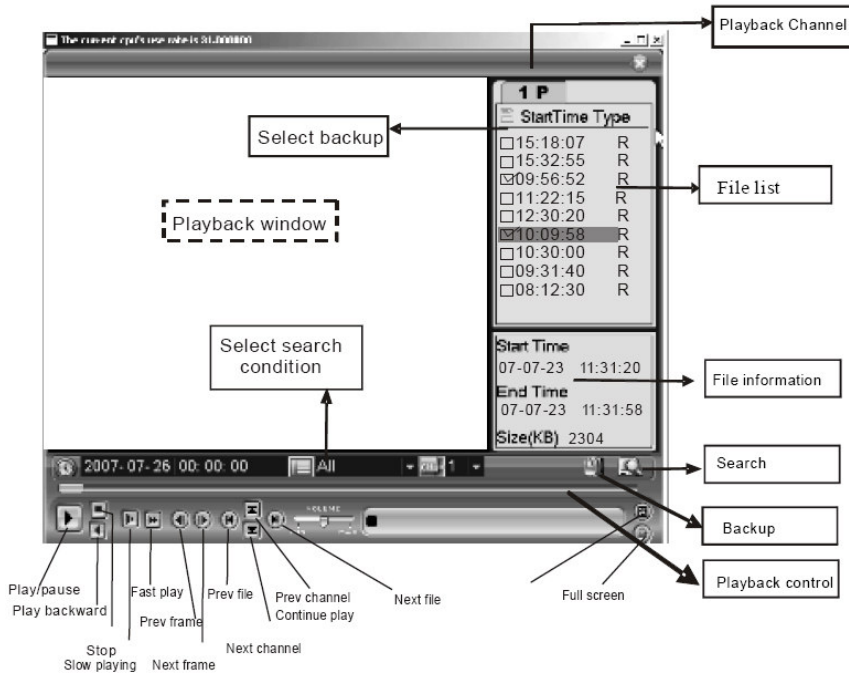 Playback Channel
The current cpu's use rate is
1 P
StartTime Type
Select backup
15:18:07 R
15:32:55 R
09:56:52 R
File list
11:22:15 R
12:30:20 R
Playback window
10:09:58 R
10:30:00 R
09:31:40 R
08:12:30 R
Select search
condition
Start Time
07-07-23 11:31:20
File information
End Time
07-07-23 11:31:58
Size(KB) 2304
2007-07-26 00:00:00 All 1
Search
VOLUME
Backup
Playback control
Play/pause
Fast play
Prev file
Prev channel
Next file
Full screen
Play backward
Continue play
Prev frame
Stop
Next channel
Slow playing
Next frame